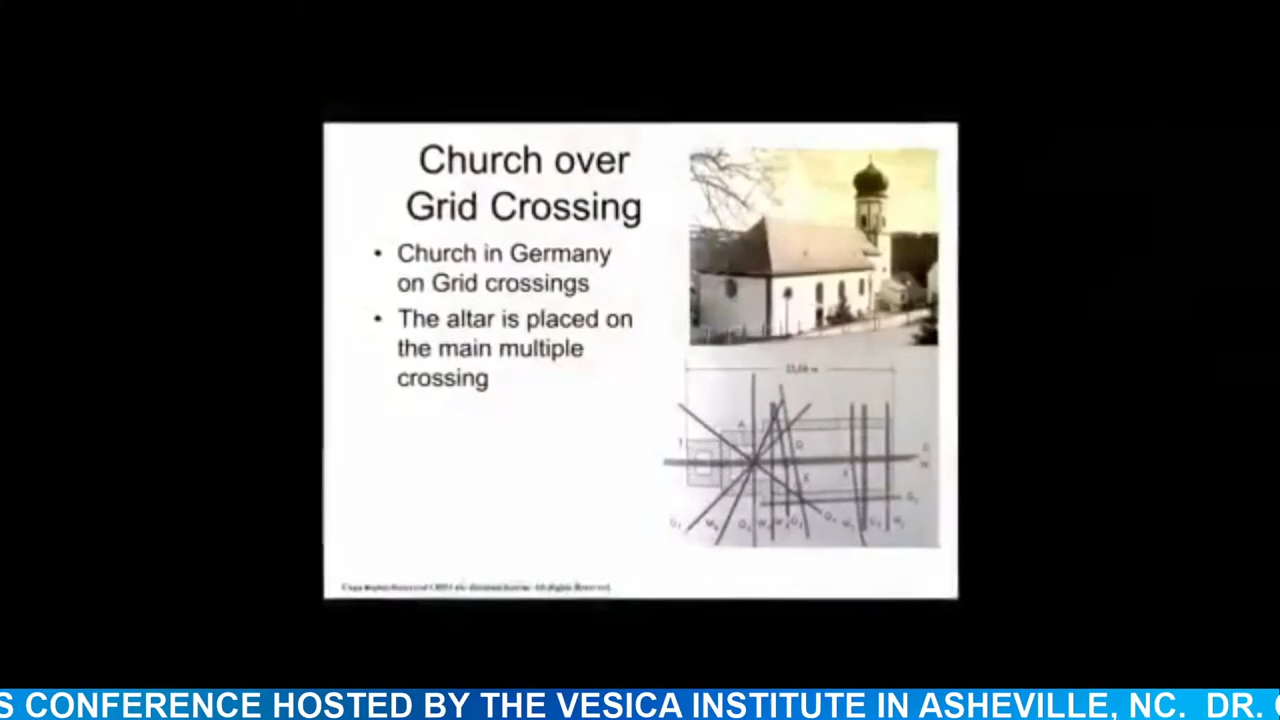 Church over
Grid Crossing
• Church in Germany
on Grid crossings
• The altar is placed on
the main multiple
crossing
S CONFERENCE HOSTED BY THE VESICA INSTITUTE IN ASHEVILLE, NC. DR.